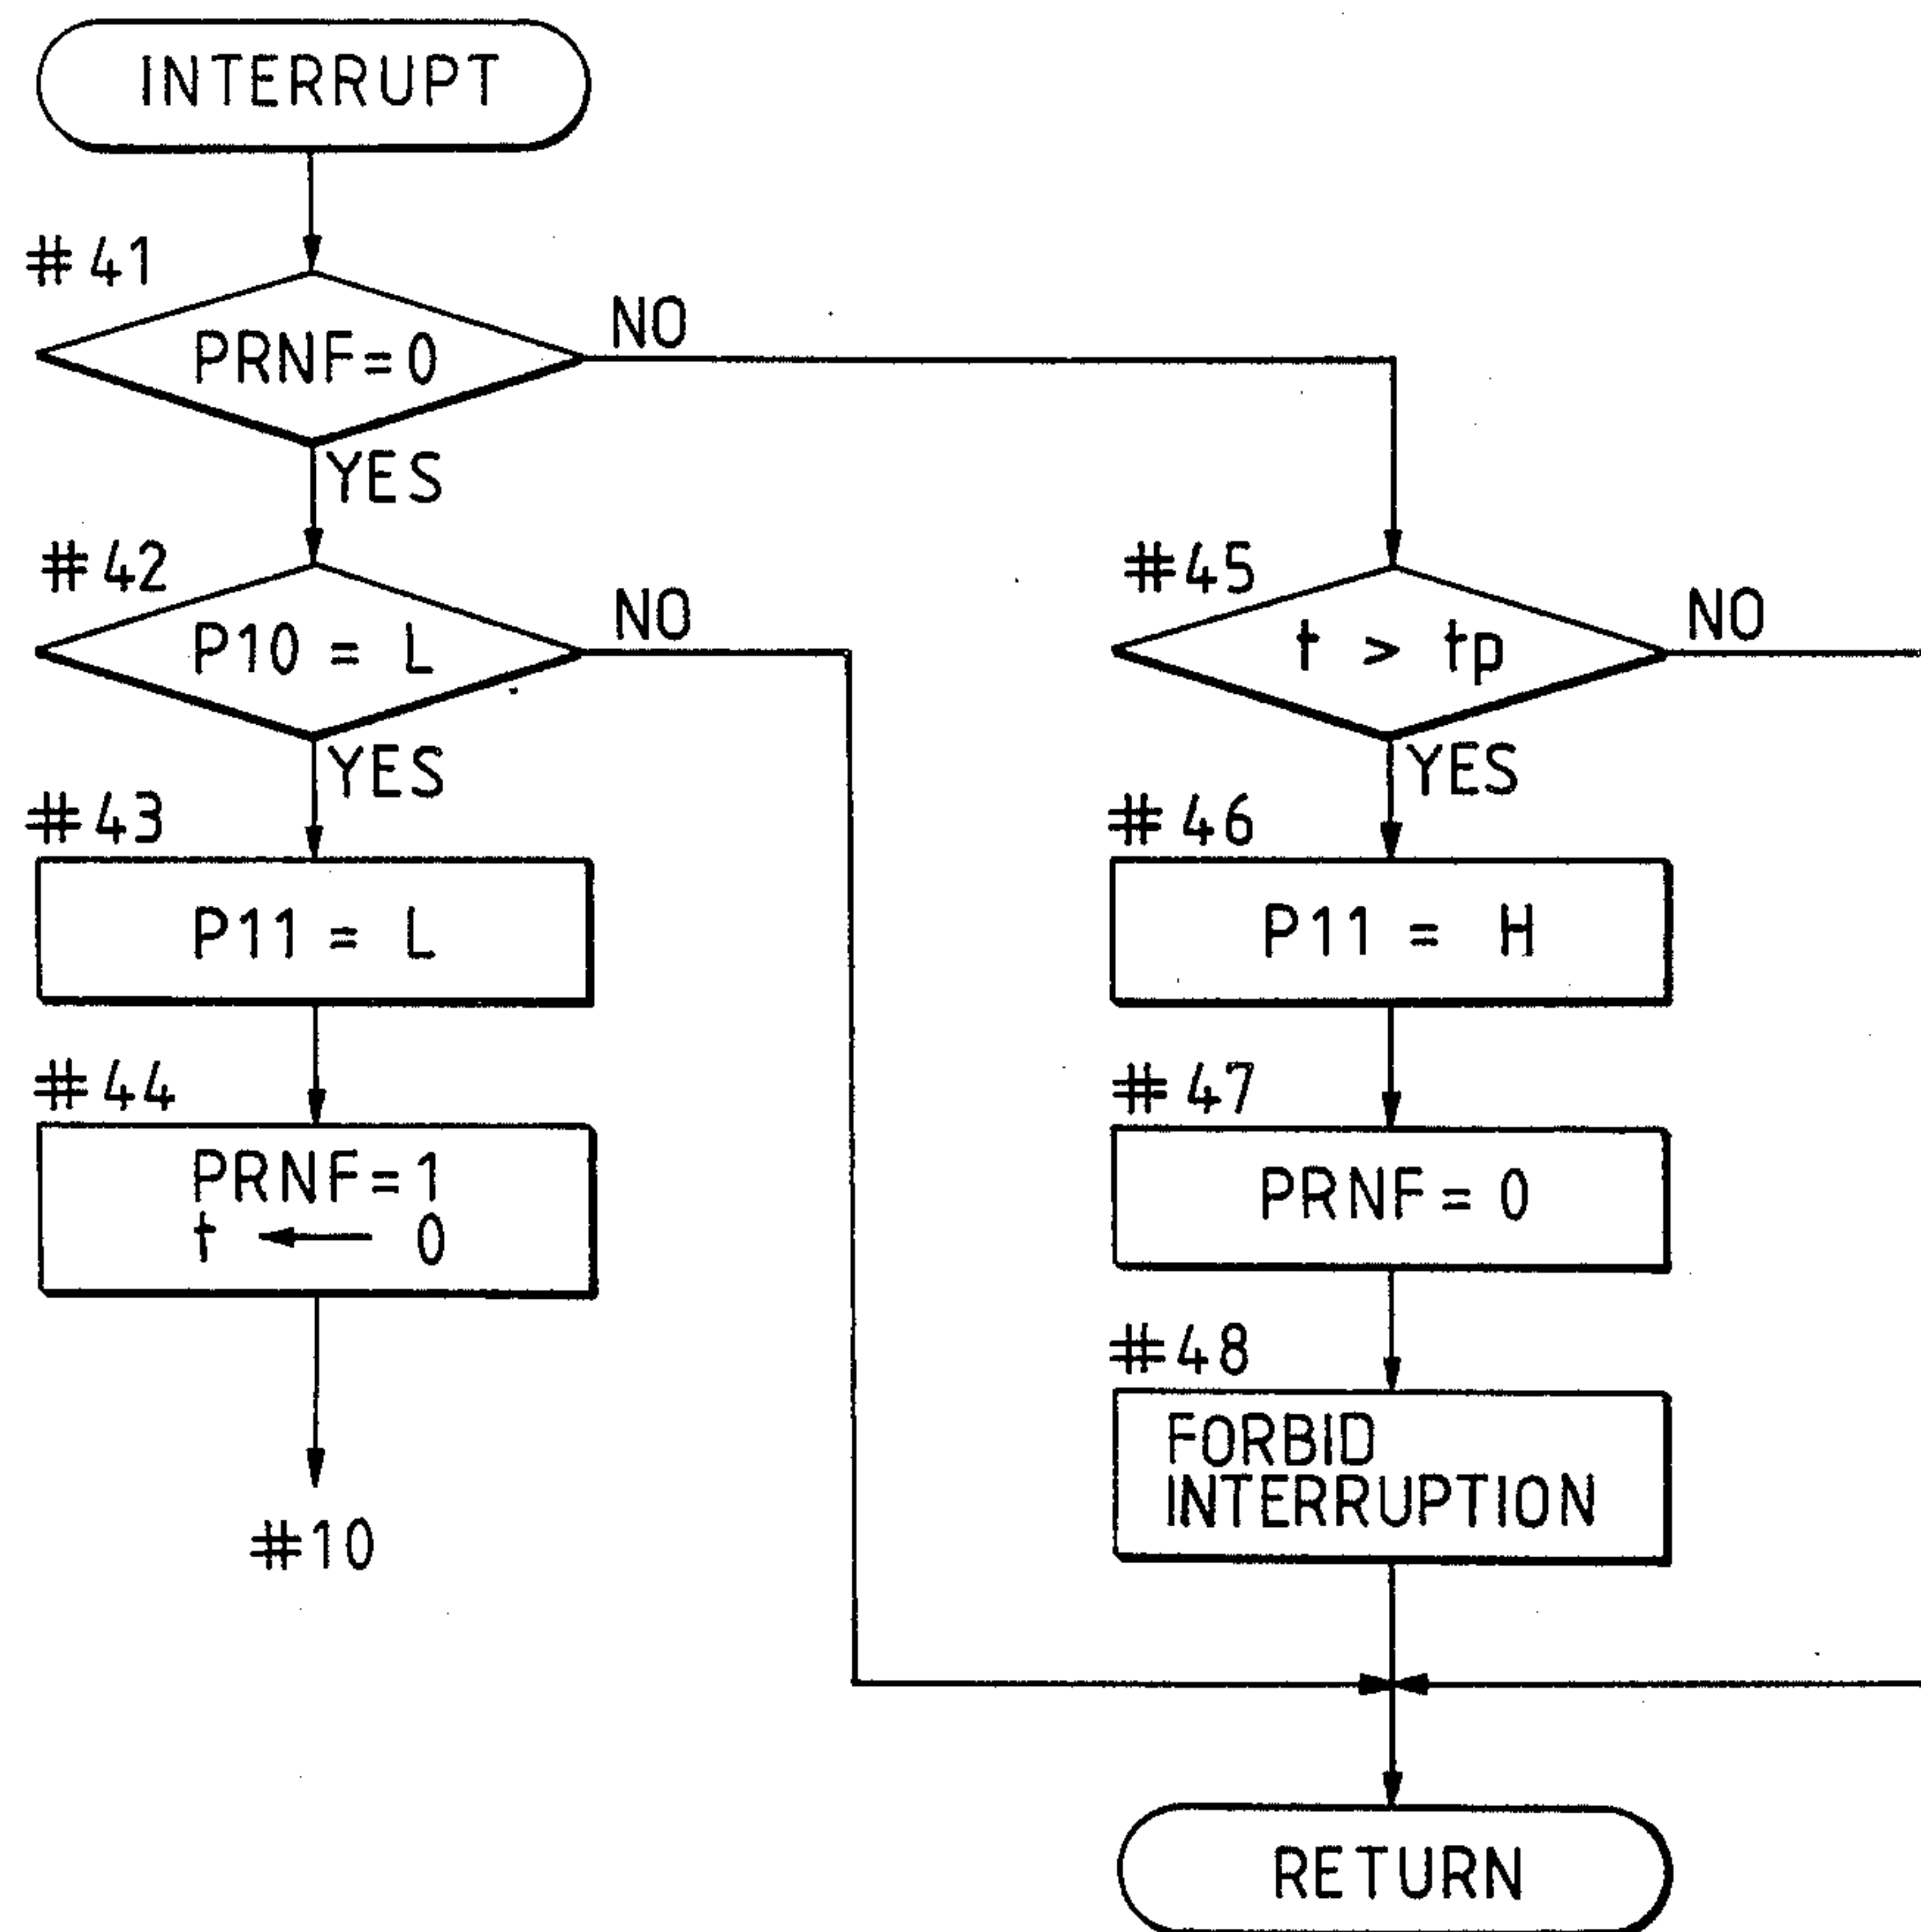 INTERRUPT
#41
PRNF=0
NO
YES
#42
P10 = L
NO
YES
#43
P11 = L
#44
PRNF=1
t ← 0
#10
#45
t > tp
NO
YES
#46
P11 = H
#47
PRNF = 0
#48
FORBID
INTERRUPTION
RETURN